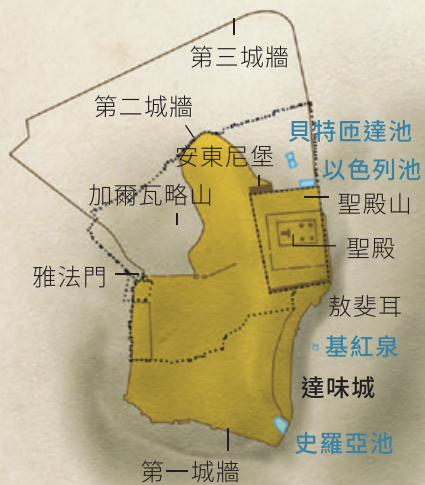 第三城牆
第二城牆
貝特匝達池
安東尼堡
以色列池
加爾瓦略山
聖殿山
聖殿
雅法門
敖斐耳
基紅泉
達味城
史羅亞池
第一城牆